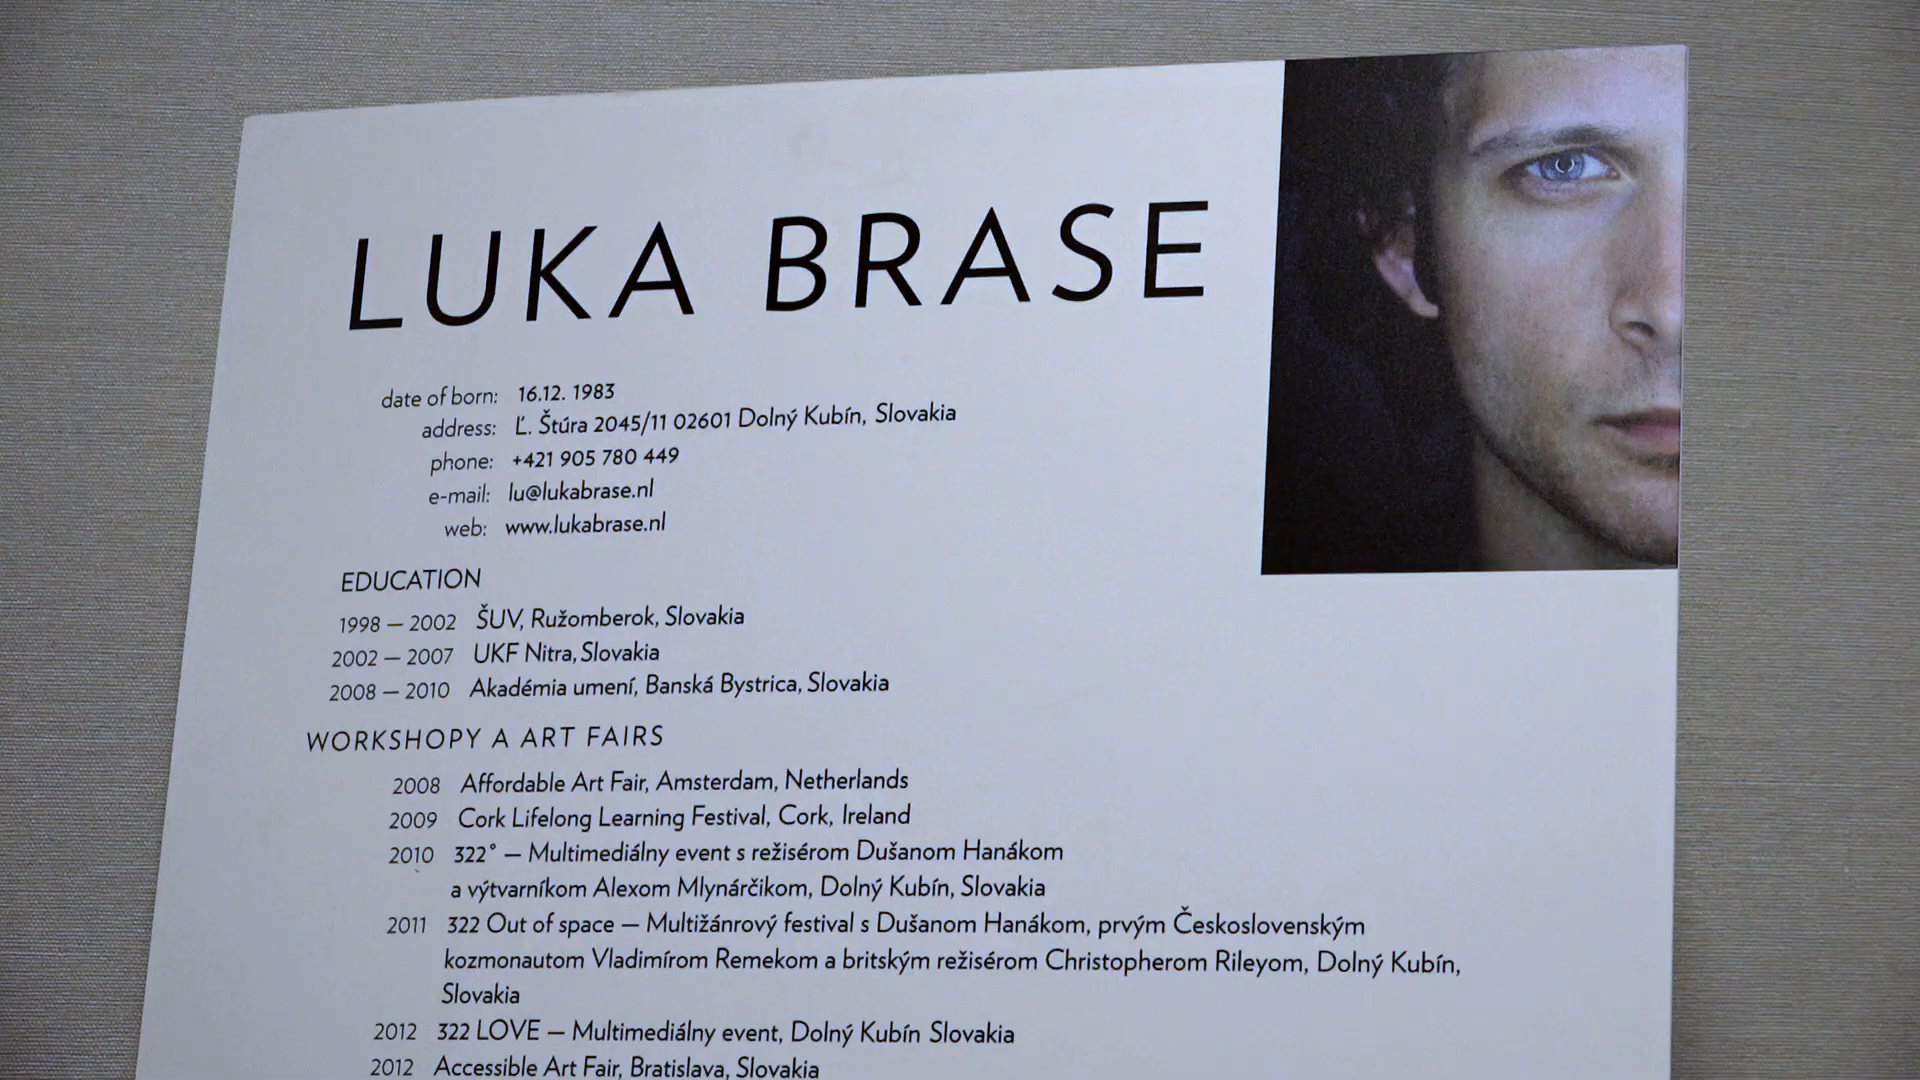 LUKA BRASE
date of born: 16.12. 1983
address: Ľ. Štúra 2045/11 02601 Dolný Kubín, Slovakia
phone: +421 905 780 449
e-mail: lu@lukabrase.nl
web: www.lukabrase.nl
EDUCATION
1998 – 2002 ŠUV, Ružomberok, Slovakia
2002 – 2007 UKF Nitra, Slovakia
2008 – 2010 Akadémia umení, Banská Bystrica, Slovakia
WORKSHOPY A ART FAIRS
2008 Affordable Art Fair, Amsterdam, Netherlands
2009 Cork Lifelong Learning Festival, Cork, Ireland
2010 322° – Multimediálny event s režisérom Dušanom Hanákom
a výtvarníkom Alexom Mlynárčikom, Dolný Kubín, Slovakia
2011 322 Out of space – Multižánrový festival s Dušanom Hanákom, prvým Československým
kozmonautom Vladimírom Remekom a britským režisérom Christopherom Rileyom, Dolný Kubín,
Slovakia
2012 322 LOVE – Multimediálny event, Dolný Kubín Slovakia
2012 Accessible Art Fair, Bratislava, Slovakia